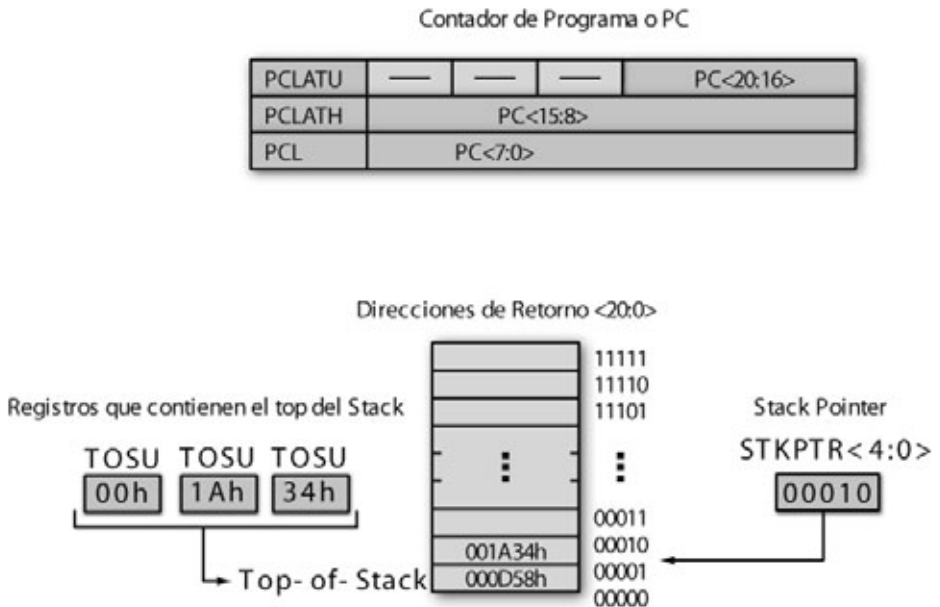 Contador de Programa o PC
PCLATU — — — PC<20:16>
PCLATH PC<15:8>
PCL PC<7:0>
Direcciones de Retorno <20:0>
11111
11110
Registros que contienen el top del Stack 11101 Stack Pointer
TOSU TOSU TOSU STKPTR<4:0>
00h 1Ah 34h 00010
00011
001A34h 00010
Top-of-Stack 000D58h 00001
00000